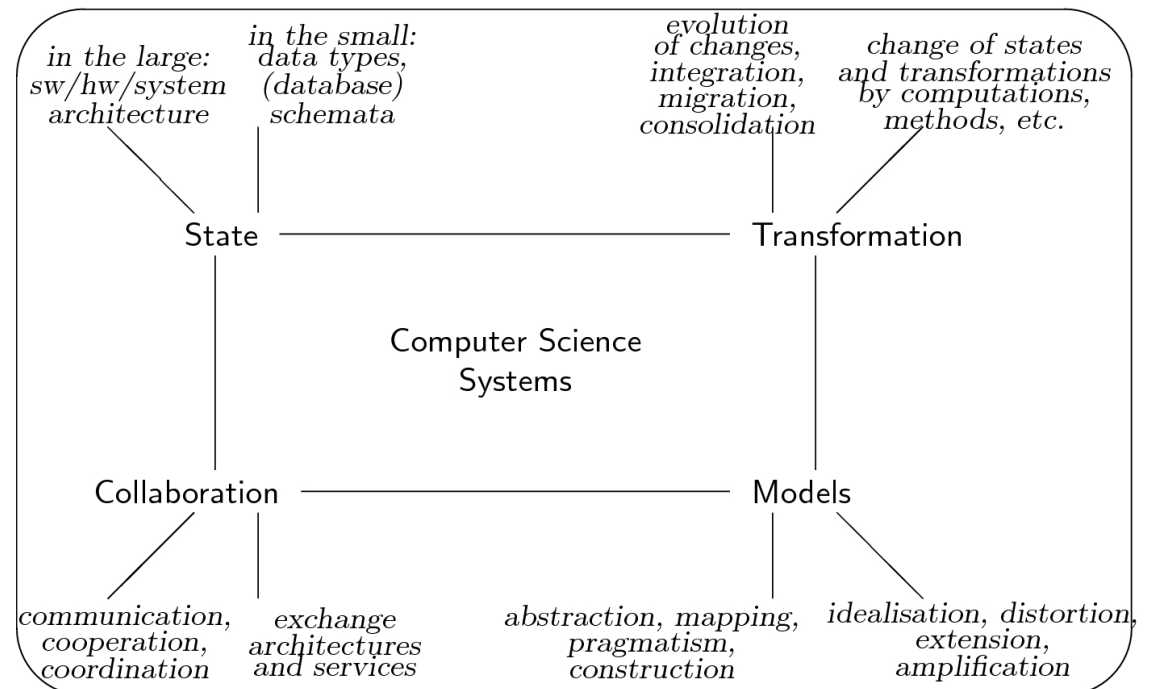 in the large:
sw/hw/system
architecture
in the small:
data types,
(database)
schemata
evolution
of changes,
integration,
migration,
consolidation
change of states
and transformations
by computations,
methods, etc.
State
Transformation
Computer Science
Systems
Collaboration
Models
communication,
cooperation,
coordination
exchange
architectures
and services
abstraction, mapping,
pragmatism,
construction
idealisation, distortion,
extension,
amplification